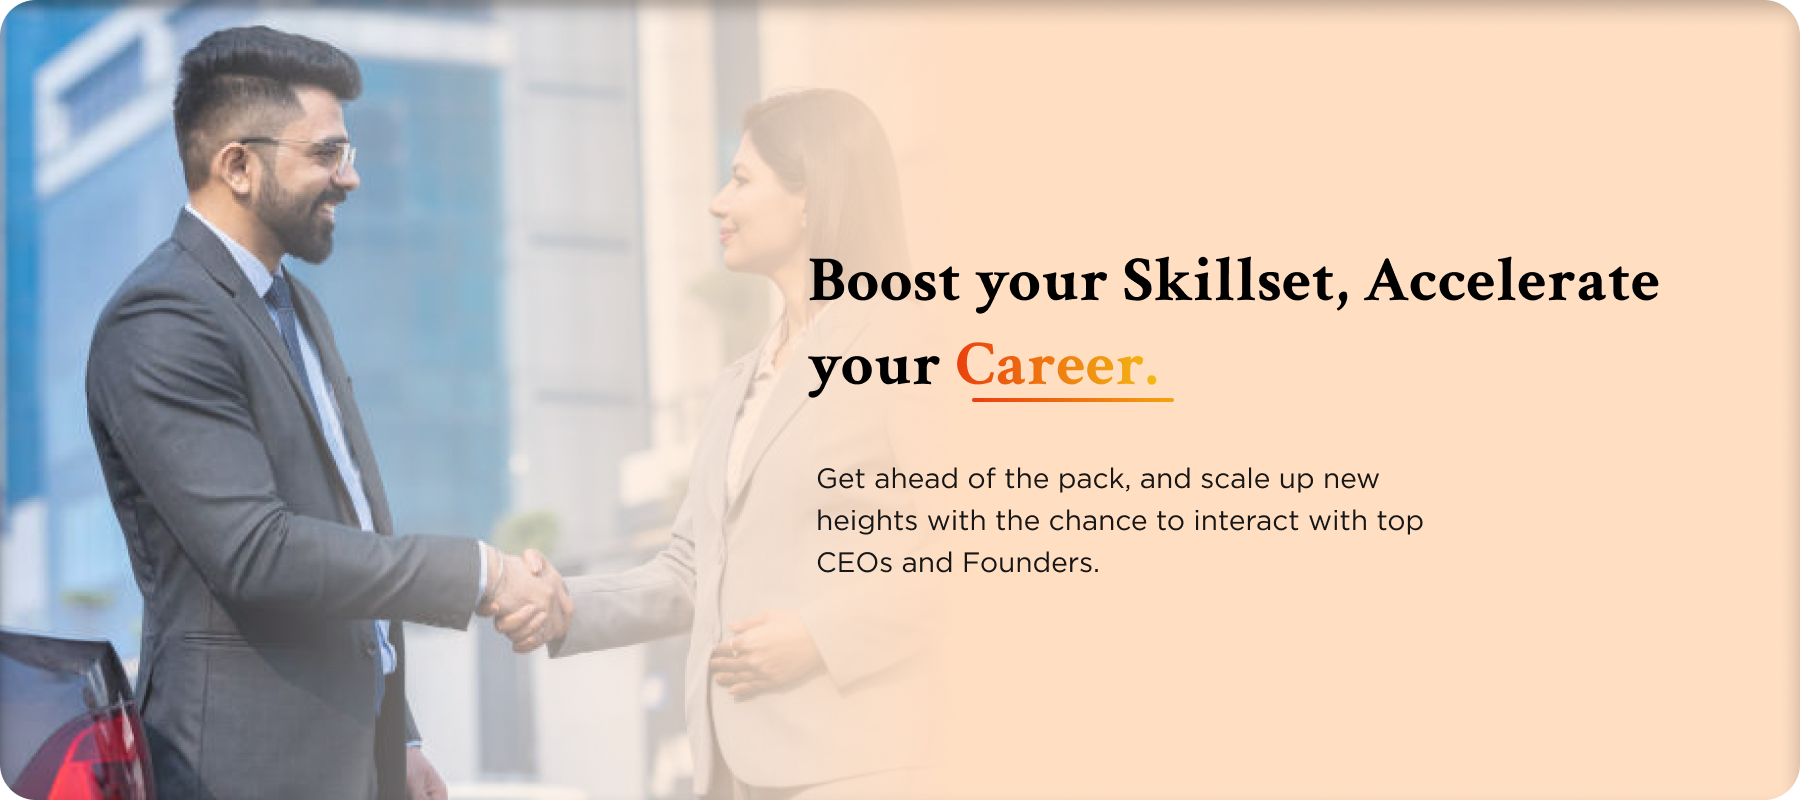 Boost your Skillset, Accelerate
your Career.
Get ahead of the pack, and scale up new
heights with the chance to interact with top
CEOs and Founders.